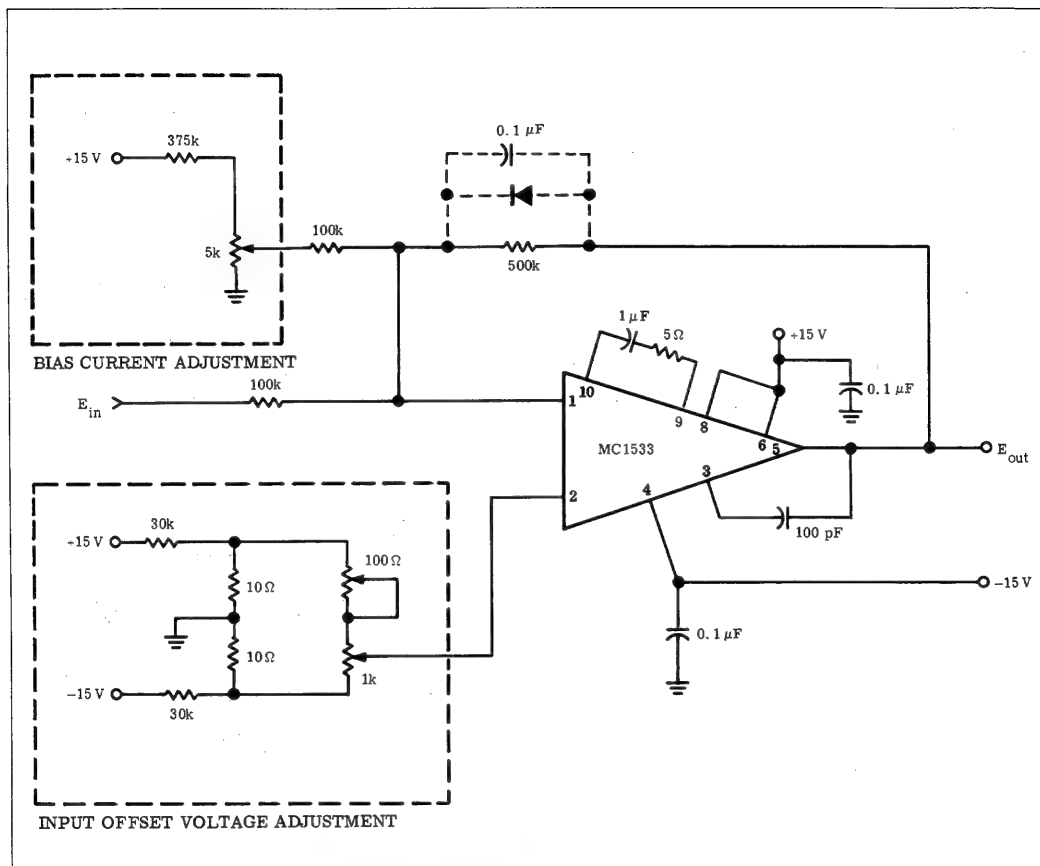 +15 V
375k
5k
100k
BIAS CURRENT ADJUSTMENT
0.1 µF
500k
E_in
100k
1 µF
5 Ω
+15 V
0.1 µF
1
10
9
8
6
5
MC1533
2
4
3
100 pF
E_out
−15 V
0.1 µF
+15 V
30k
10 Ω
100 Ω
10 Ω
1k
−15 V
30k
INPUT OFFSET VOLTAGE ADJUSTMENT